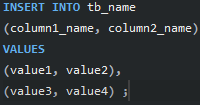 INSERT INTO tb_name
(column1_name, column2_name)
VALUES
(value1, value2),
(value3, value4) ;